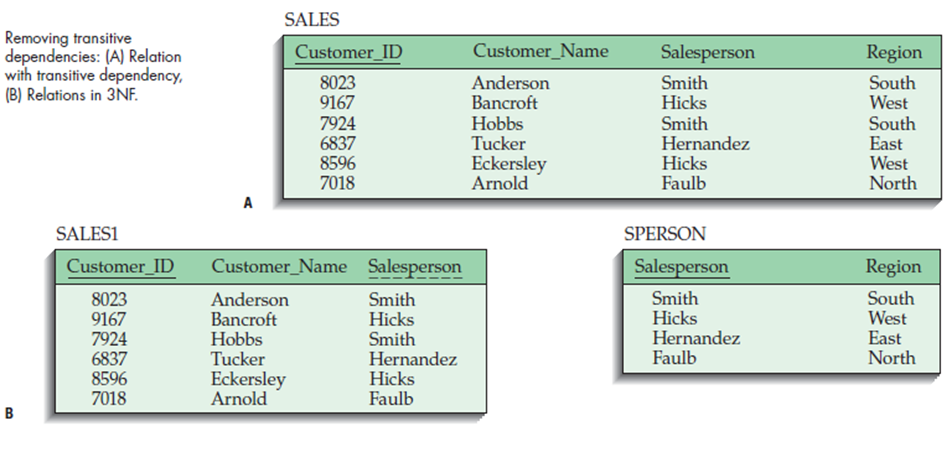 Removing transitive
dependencies: (A) Relation
with transitive dependency,
(B) Relations in 3NF.
SALES
Customer_ID Customer_Name Salesperson Region
8023 Anderson Smith South
9167 Bancroft Hicks West
7924 Hobbs Smith South
6837 Tucker Hernandez East
8596 Eckersley Hicks West
7018 Arnold Faulb North
A
SALES1
Customer_ID Customer_Name Salesperson
8023 Anderson Smith
9167 Bancroft Hicks
7924 Hobbs Smith
6837 Tucker Hernandez
8596 Eckersley Hicks
7018 Arnold Faulb
B
SPERSON
Salesperson Region
Smith South
Hicks West
Hernandez East
Faulb North